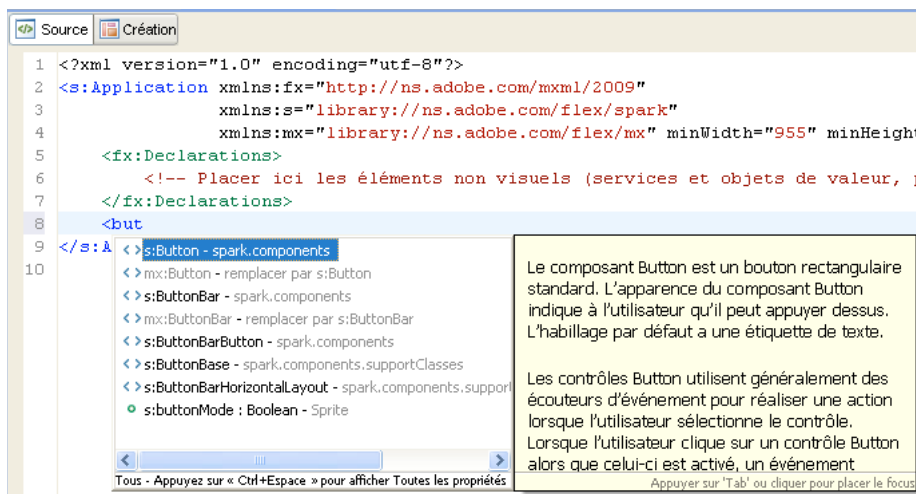 Source Création
1 <?xml version="1.0" encoding="utf-8"?>
2 <s:Application xmlns:fx="http://ns.adobe.com/mxml/2009"
3 xmlns:s="library://ns.adobe.com/flex/spark"
4 xmlns:mx="library://ns.adobe.com/flex/mx" minWidth="955" minHeight
5 <fx:Declarations>
6 <!-- Placer ici les éléments non visuels (services et objets de valeur,
7 </fx:Declarations>
8 <but
9 </s:A
10
s:Button - spark.components
mx:Button - remplacer par s:Button
s:ButtonBar - spark.components
mx:ButtonBar - remplacer par s:ButtonBar
s:ButtonBarButton - spark.components
s:ButtonBase - spark.components.supportClasses
s:ButtonBarHorizontalLayout - spark.components.support
s:buttonMode : Boolean - Sprite
Tous - Appuyez sur « Ctrl+Espace » pour afficher Toutes les propriétés
Le composant Button est un bouton rectangulaire
standard. L'apparence du composant Button
indique à l'utilisateur qu'il peut appuyer dessus.
L'habillage par défaut a une étiquette de texte.
Les contrôles Button utilisent généralement des
écouteurs d'événement pour réaliser une action
lorsque l'utilisateur sélectionne le contrôle.
Lorsque l'utilisateur clique sur un contrôle Button
alors que celui-ci est activé, un événement
Appuyer sur 'Tab' ou cliquer pour placer le focus